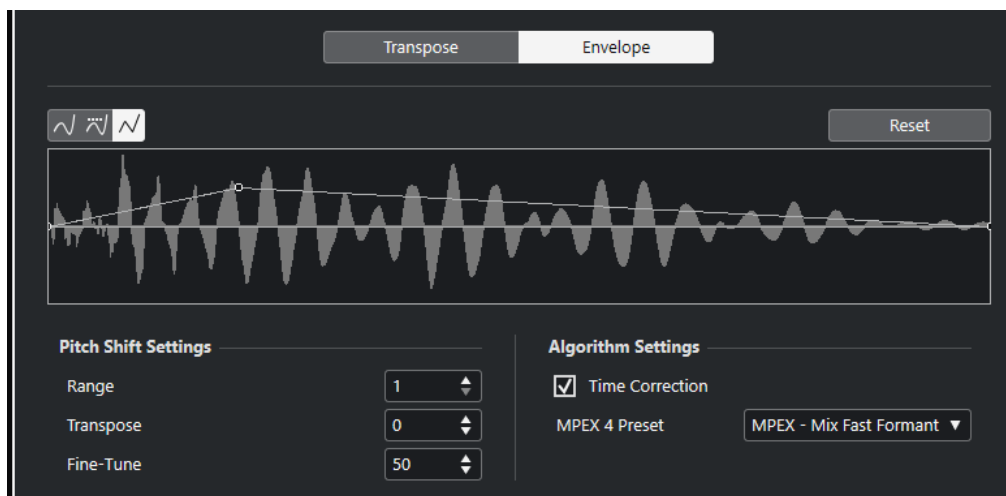 Transpose Envelope
Reset
Pitch Shift Settings
Range 1
Transpose 0
Fine-Tune 50
Algorithm Settings
Time Correction
MPEX 4 Preset MPEX - Mix Fast Formant